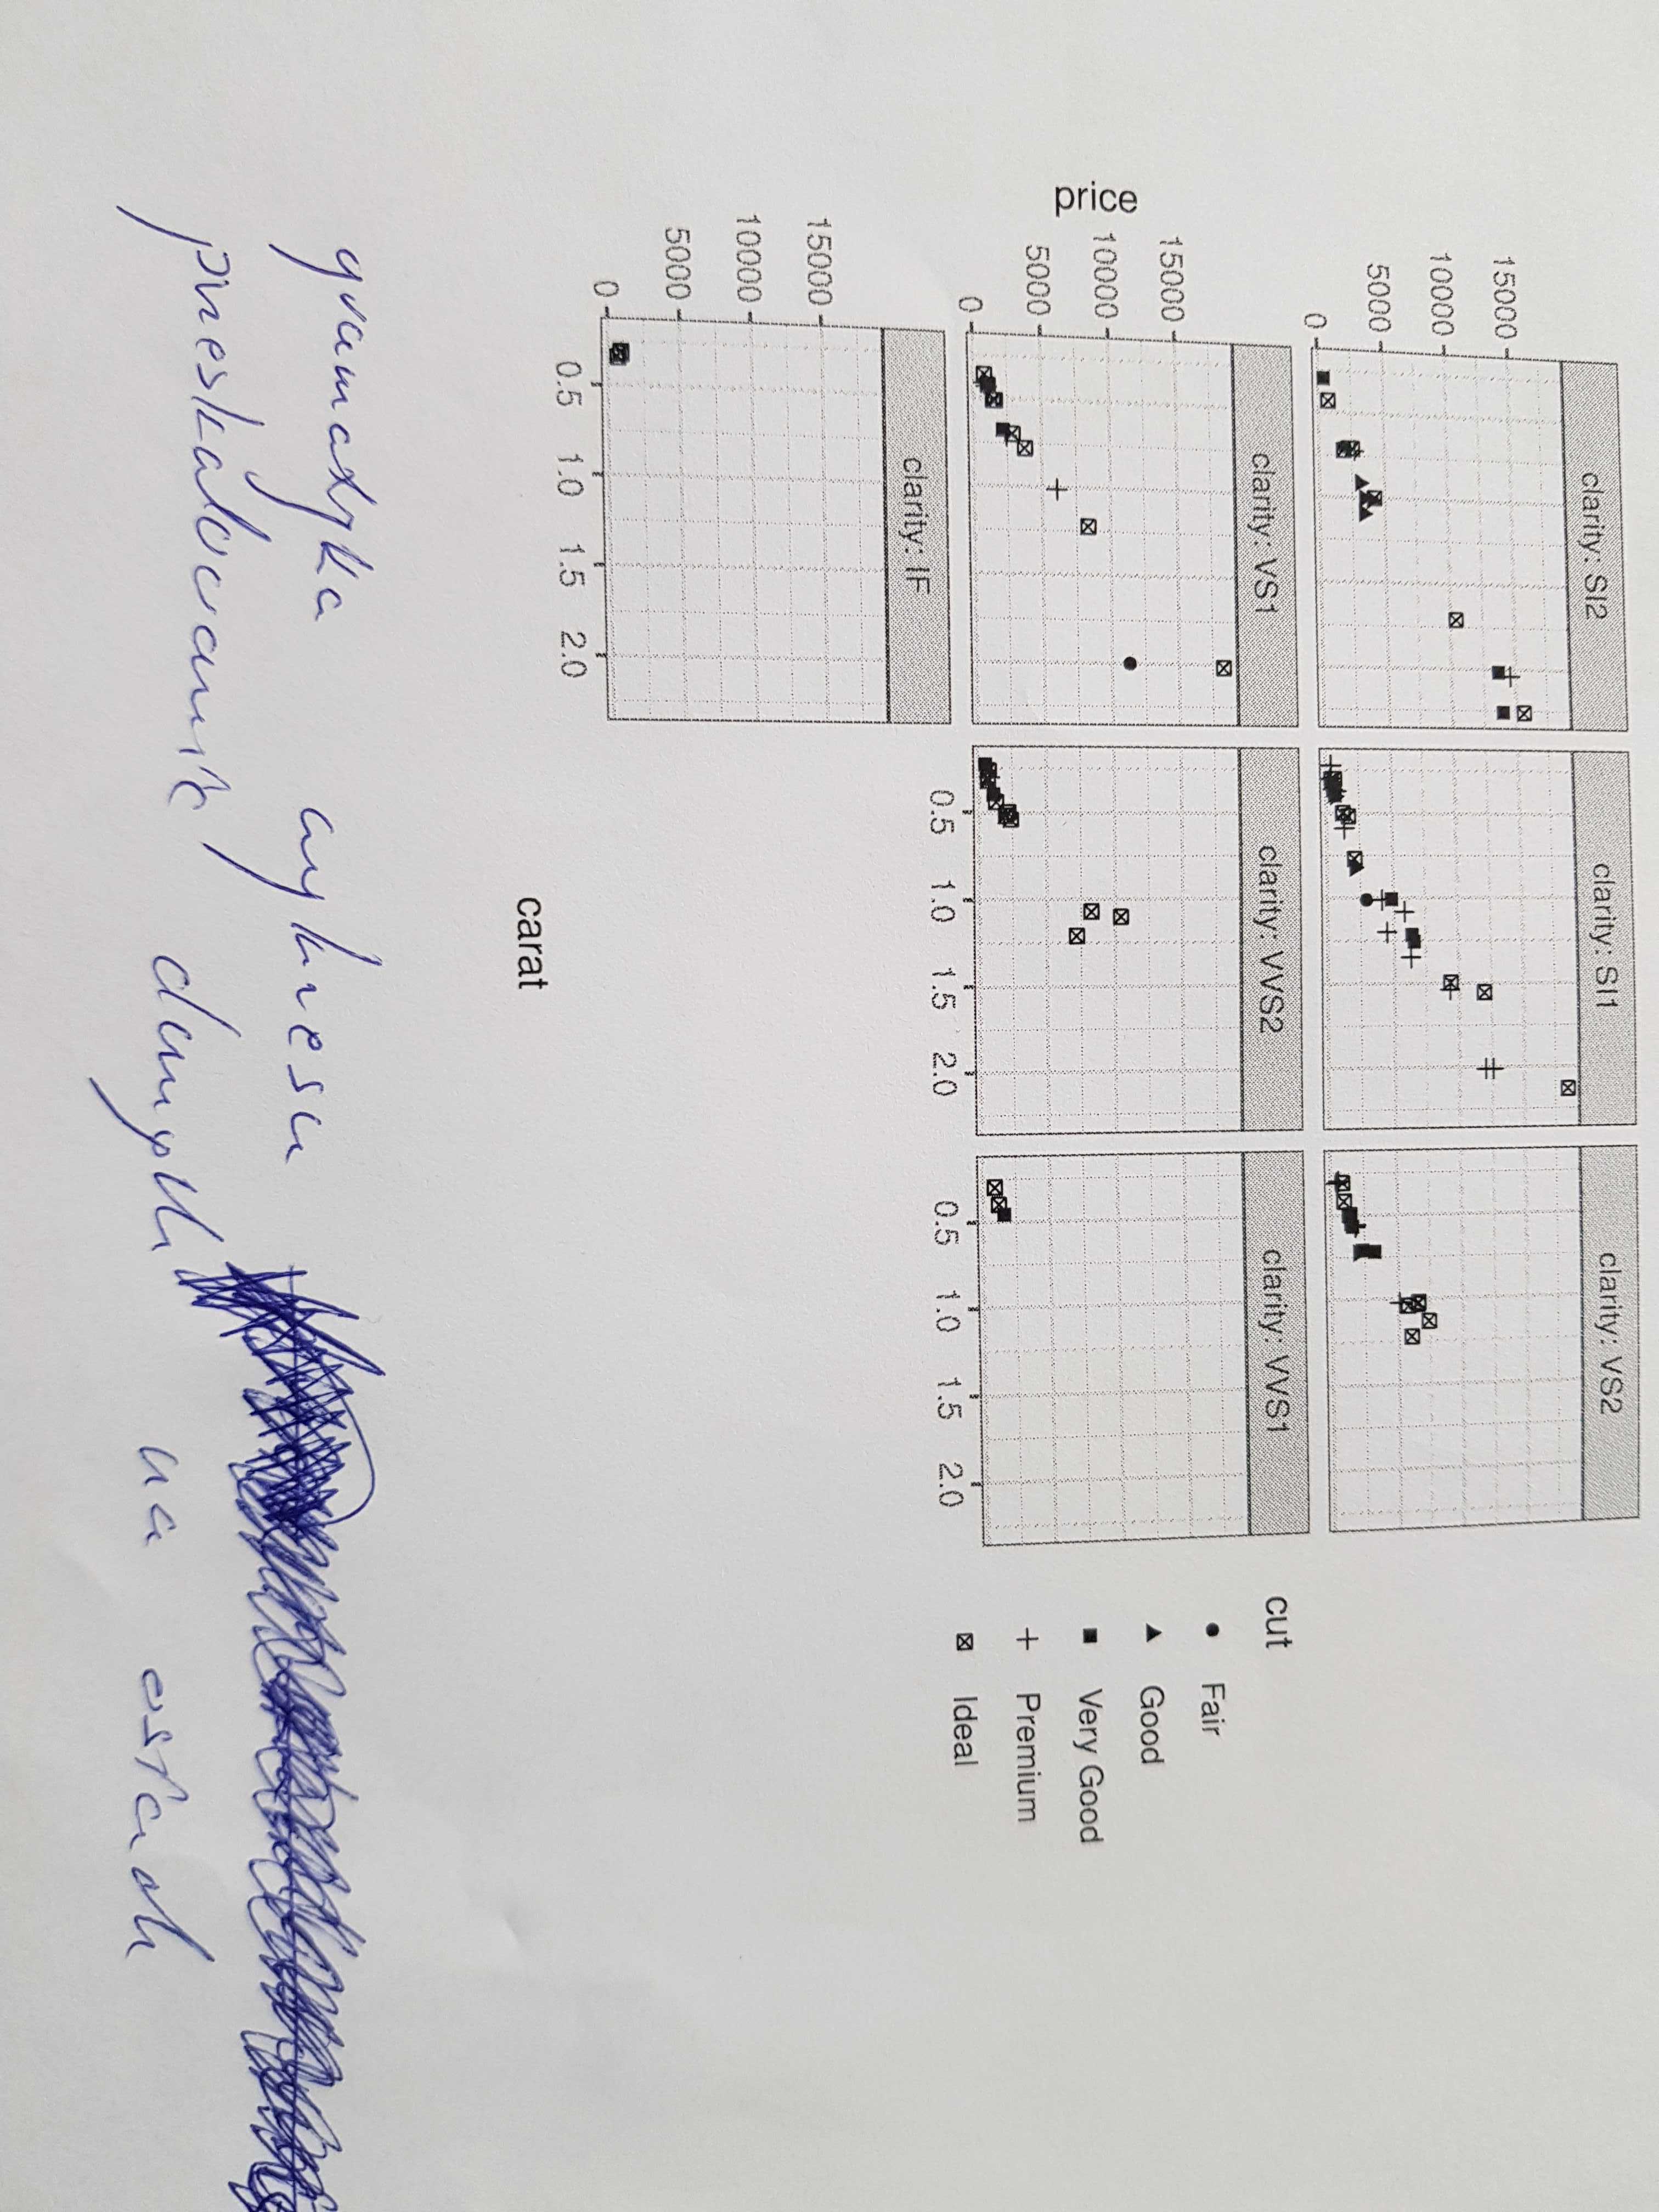 clarity: SI2 clarity: SI1 clarity: VS2
15000
10000
5000
0
clarity: VS1 clarity: VVS2 clarity: VVS1
15000
10000
5000
0
price
0.5 1.0 1.5 2.0 0.5 1.0 1.5 2.0
clarity: IF
15000
10000
5000
0
0.5 1.0 1.5 2.0
carat
cut
Fair
Good
Very Good
Premium
Ideal
gramatyka wykresu
przeskalowanie danych na osiach